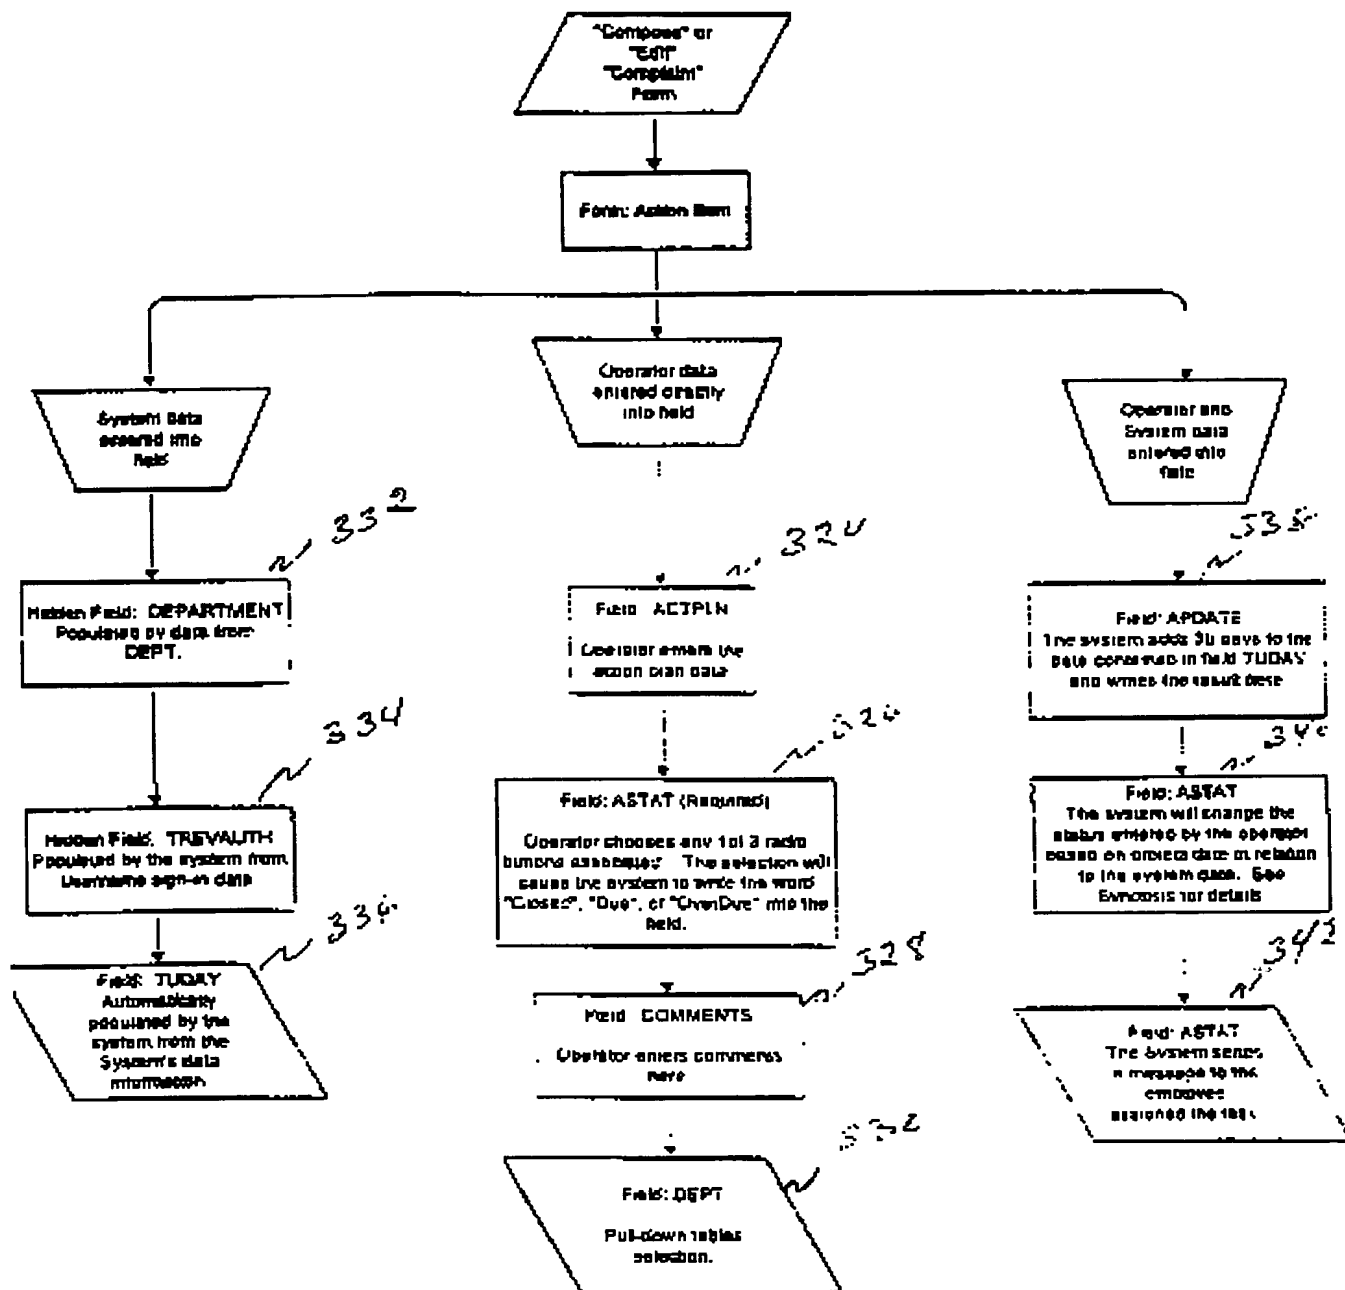 "Compose" or
"Edit"
"Complaint"
Form
Form: Action Item
System Data
entered into
field
Operator data
entered directly
into field
Operator and
System data
entered into
field
332
Hidden Field: DEPARTMENT
Populated by data from
DEPT.
334
Hidden Field: TREVAUTH
Populated by the system from
Username sign-in data
Field: TODAY
Automatically
populated by the
system from the
System's data
information
324
Field: ACTPLN
Operator enters the
action plan data
Field: ASTAT (Required)
Operator chooses any 1 of 3 radio
buttons The selection will
cause the system to write the word
"Closed", "Due", or "OverDue" into the
field.
328
Field: COMMENTS
Operator enters comments
here
Field: DEPT
Pull-down tables
selection.
Field: APDATE
The system adds 30 days to the
data contained in field TODAY
and writes the result here
Field: ASTAT
The system will change the
status entered by the operator
based on project date in relation
to the system date. See
Synopsis for details
342
Field: ASTAT
The System sends
a message to the
employee
assigned the task.